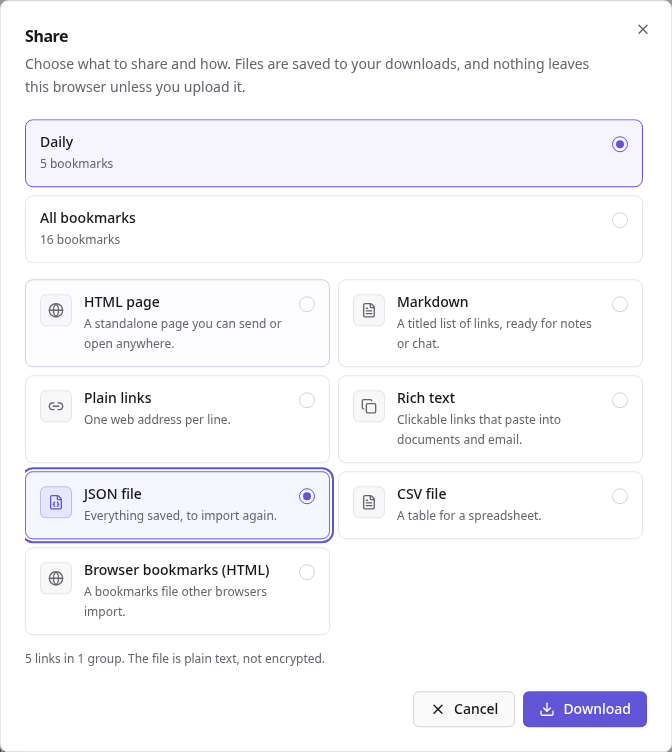 Share
Choose what to share and how. Files are saved to your downloads, and nothing leaves
this browser unless you upload it.
Daily
5 bookmarks
All bookmarks
16 bookmarks
HTML page
A standalone page you can send or
open anywhere.
Markdown
A titled list of links, ready for notes
or chat.
Plain links
One web address per line.
Rich text
Clickable links that paste into
documents and email.
JSON file
Everything saved, to import again.
CSV file
A table for a spreadsheet.
Browser bookmarks (HTML)
A bookmarks file other browsers
import.
5 links in 1 group. The file is plain text, not encrypted.
Cancel
Download